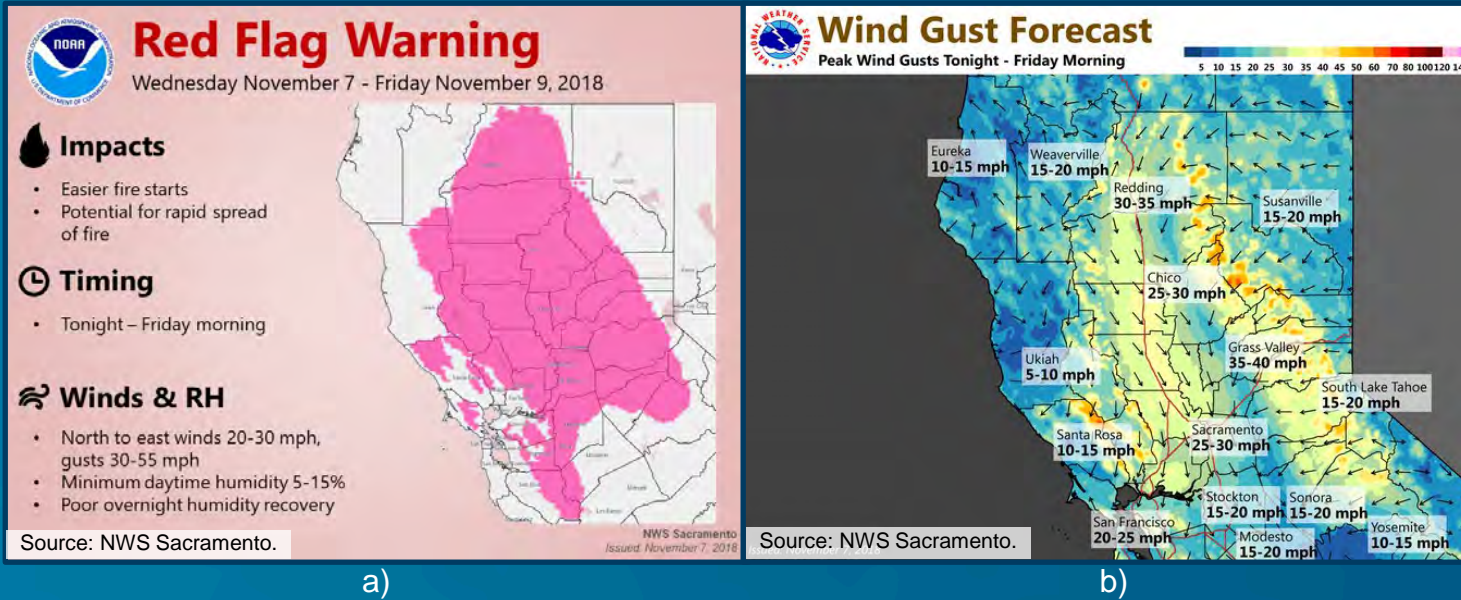 NOAA
Red Flag Warning
Wednesday November 7 - Friday November 9, 2018
Impacts
• Easier fire starts
• Potential for rapid spread
of fire
Timing
• Tonight – Friday morning
Winds & RH
• North to east winds 20-30 mph,
gusts 30-55 mph
• Minimum daytime humidity 5-15%
• Poor overnight humidity recovery
NWS Sacramento
Issued: November 7, 2018
Source: NWS Sacramento.
a)
NATIONAL WEATHER SERVICE
Wind Gust Forecast
Peak Wind Gusts Tonight - Friday Morning
5 10 15 20 25 30 35 40 45 50 60 70 80 100 120
Eureka
10-15 mph
Weaverville
15-20 mph
Redding
30-35 mph
Susanville
15-20 mph
Chico
25-30 mph
Ukiah
5-10 mph
Grass Valley
35-40 mph
South Lake Tahoe
15-20 mph
Santa Rosa
10-15 mph
Sacramento
25-30 mph
Stockton
15-20 mph
Sonora
15-20 mph
San Francisco
20-25 mph
Modesto
15-20 mph
Yosemite
10-15 mph
Source: NWS Sacramento.
b)